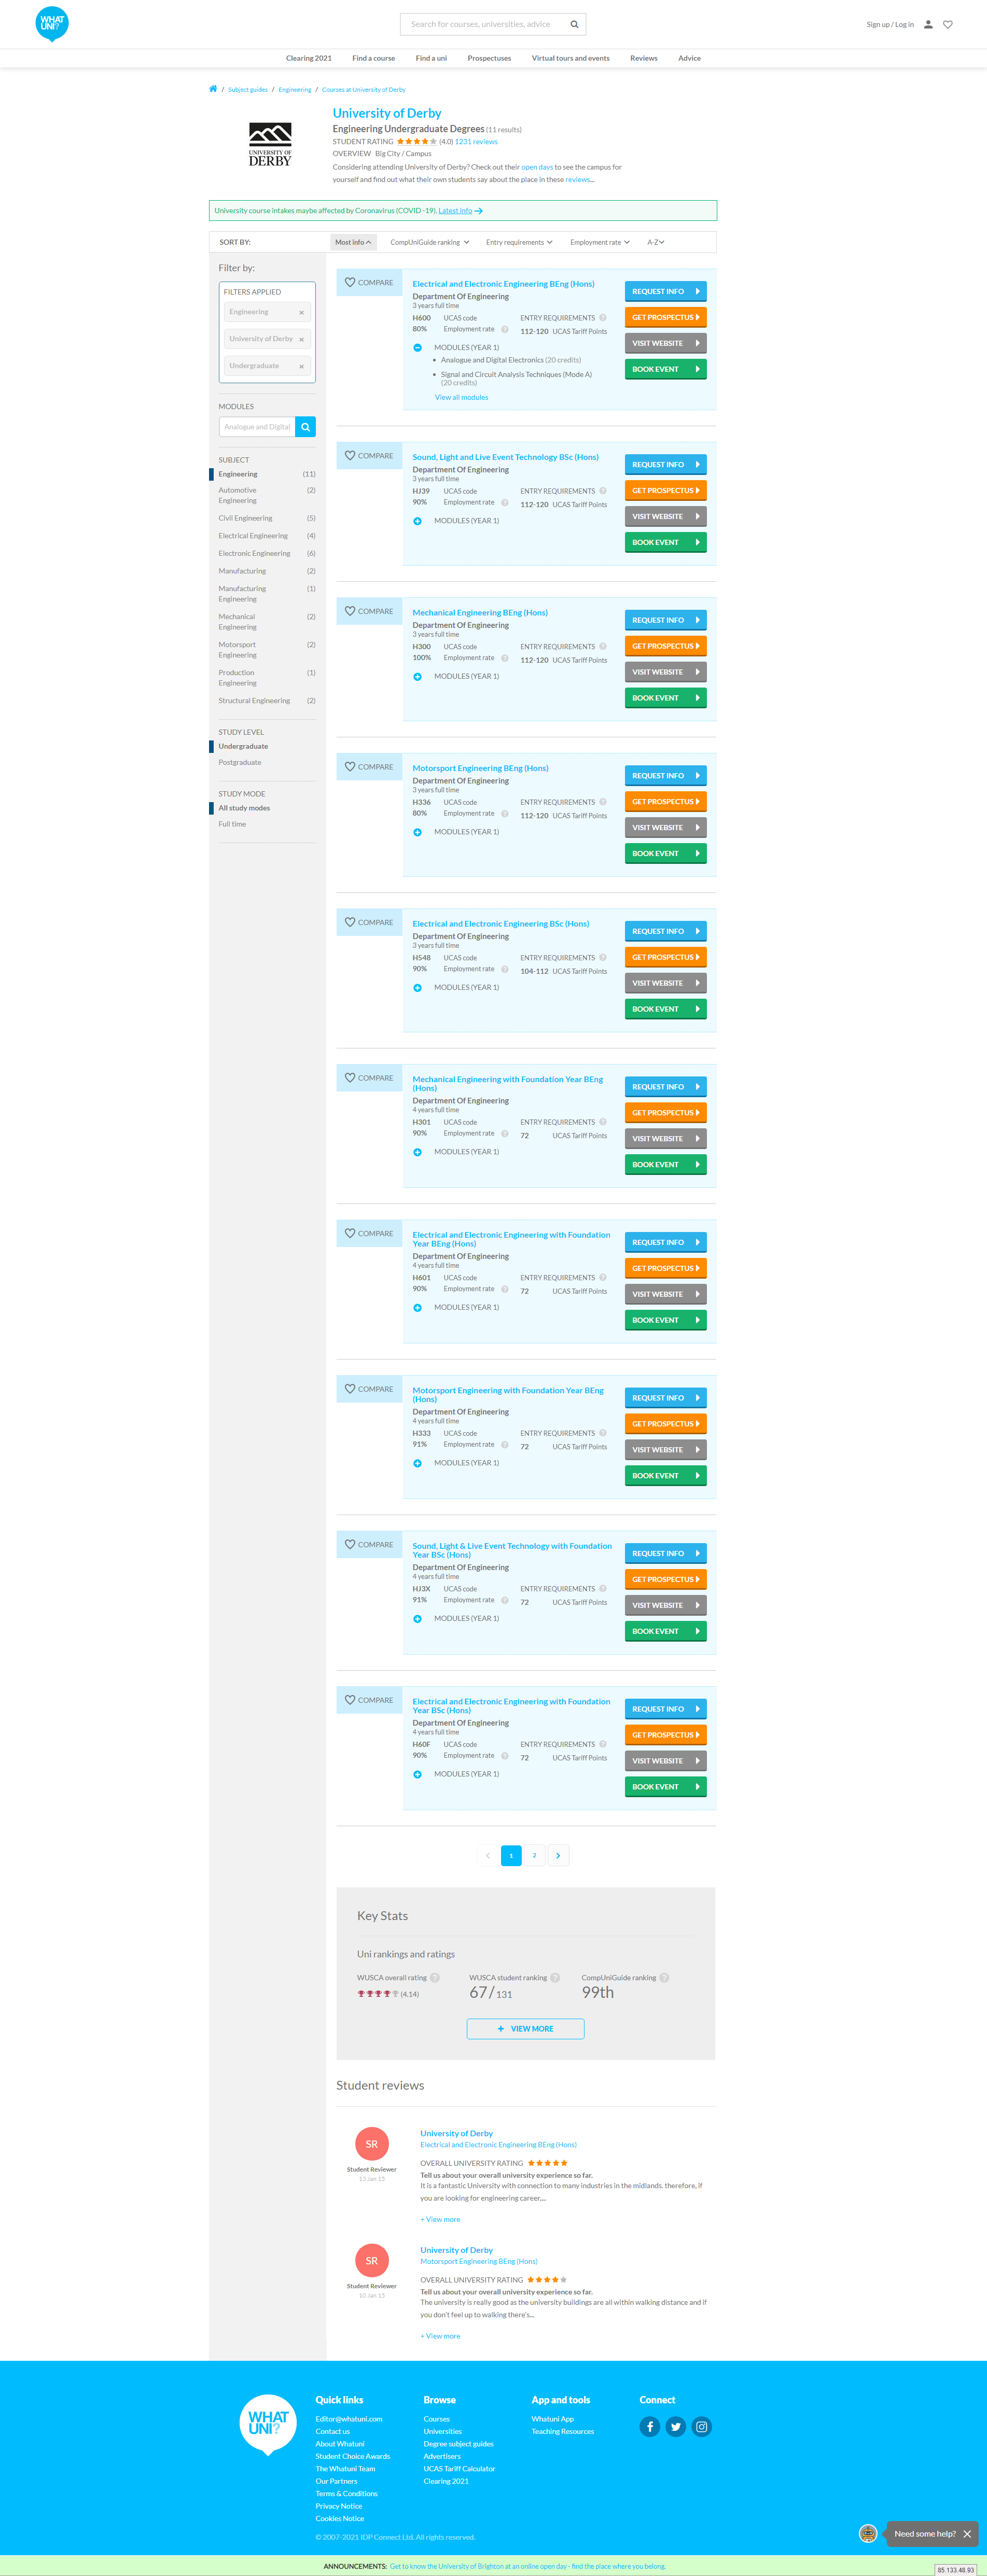 WHAT
UNI?
Search for courses, universities, advice
Sign up / Log in
Clearing 2021
Find a course
Find a uni
Prospectuses
Virtual tours and events
Reviews
Advice
/ Subject guides / Engineering / Courses at University of Derby
UNIVERSITY OF
DERBY
University of Derby
Engineering Undergraduate Degrees (11 results)
STUDENT RATING (4.0) 1231 reviews
OVERVIEW Big City / Campus
Considering attending University of Derby? Check out their open days to see the campus for
yourself and find out what their own students say about the place in these reviews...
University course intakes maybe affected by Coronavirus (COVID -19). Latest info
SORT BY:
Most info
CompUniGuide ranking
Entry requirements
Employment rate
A-Z
Filter by:
FILTERS APPLIED
Engineering ×
University of Derby ×
Undergraduate ×
MODULES
Analogue and Digital
SUBJECT
Engineering (11)
Automotive
Engineering (2)
Civil Engineering (5)
Electrical Engineering (4)
Electronic Engineering (6)
Manufacturing (2)
Manufacturing
Engineering (1)
Mechanical
Engineering (2)
Motorsport
Engineering (2)
Production
Engineering (1)
Structural Engineering (2)
STUDY LEVEL
Undergraduate
Postgraduate
STUDY MODE
All study modes
Full time
COMPARE
Electrical and Electronic Engineering BEng (Hons)
Department Of Engineering
3 years full time
H600 UCAS code
80% Employment rate ?
ENTRY REQUIREMENTS ?
112-120 UCAS Tariff Points
MODULES (YEAR 1)
• Analogue and Digital Electronics (20 credits)
• Signal and Circuit Analysis Techniques (Mode A)
(20 credits)
View all modules
REQUEST INFO
GET PROSPECTUS
VISIT WEBSITE
BOOK EVENT
COMPARE
Sound, Light and Live Event Technology BSc (Hons)
Department Of Engineering
3 years full time
HJ39 UCAS code
90% Employment rate ?
ENTRY REQUIREMENTS ?
112-120 UCAS Tariff Points
MODULES (YEAR 1)
REQUEST INFO
GET PROSPECTUS
VISIT WEBSITE
BOOK EVENT
COMPARE
Mechanical Engineering BEng (Hons)
Department Of Engineering
3 years full time
H300 UCAS code
100% Employment rate ?
ENTRY REQUIREMENTS ?
112-120 UCAS Tariff Points
MODULES (YEAR 1)
REQUEST INFO
GET PROSPECTUS
VISIT WEBSITE
BOOK EVENT
COMPARE
Motorsport Engineering BEng (Hons)
Department Of Engineering
3 years full time
H336 UCAS code
80% Employment rate ?
ENTRY REQUIREMENTS ?
112-120 UCAS Tariff Points
MODULES (YEAR 1)
REQUEST INFO
GET PROSPECTUS
VISIT WEBSITE
BOOK EVENT
COMPARE
Electrical and Electronic Engineering BSc (Hons)
Department Of Engineering
3 years full time
H548 UCAS code
90% Employment rate ?
ENTRY REQUIREMENTS ?
104-112 UCAS Tariff Points
MODULES (YEAR 1)
REQUEST INFO
GET PROSPECTUS
VISIT WEBSITE
BOOK EVENT
COMPARE
Mechanical Engineering with Foundation Year BEng
(Hons)
Department Of Engineering
4 years full time
H301 UCAS code
90% Employment rate ?
ENTRY REQUIREMENTS ?
72 UCAS Tariff Points
MODULES (YEAR 1)
REQUEST INFO
GET PROSPECTUS
VISIT WEBSITE
BOOK EVENT
COMPARE
Electrical and Electronic Engineering with Foundation
Year BEng (Hons)
Department Of Engineering
4 years full time
H601 UCAS code
90% Employment rate ?
ENTRY REQUIREMENTS ?
72 UCAS Tariff Points
MODULES (YEAR 1)
REQUEST INFO
GET PROSPECTUS
VISIT WEBSITE
BOOK EVENT
COMPARE
Motorsport Engineering with Foundation Year BEng
(Hons)
Department Of Engineering
4 years full time
H333 UCAS code
91% Employment rate ?
ENTRY REQUIREMENTS ?
72 UCAS Tariff Points
MODULES (YEAR 1)
REQUEST INFO
GET PROSPECTUS
VISIT WEBSITE
BOOK EVENT
COMPARE
Sound, Light & Live Event Technology with Foundation
Year BSc (Hons)
Department Of Engineering
4 years full time
HJ3X UCAS code
91% Employment rate ?
ENTRY REQUIREMENTS ?
72 UCAS Tariff Points
MODULES (YEAR 1)
REQUEST INFO
GET PROSPECTUS
VISIT WEBSITE
BOOK EVENT
COMPARE
Electrical and Electronic Engineering with Foundation
Year BSc (Hons)
Department Of Engineering
4 years full time
H60F UCAS code
90% Employment rate ?
ENTRY REQUIREMENTS ?
72 UCAS Tariff Points
MODULES (YEAR 1)
REQUEST INFO
GET PROSPECTUS
VISIT WEBSITE
BOOK EVENT
1 2
Key Stats
Uni rankings and ratings
WUSCA overall rating ?
(4.14)
WUSCA student ranking ?
67 / 131
CompUniGuide ranking ?
99th
+ VIEW MORE
Student reviews
SR
Student Reviewer
13 Jan 15
University of Derby
Electrical and Electronic Engineering BEng (Hons)
OVERALL UNIVERSITY RATING
Tell us about your overall university experience so far.
It is a fantastic University with connection to many industries in the midlands. therefore, if
you are looking for engineering career,...
+ View more
SR
Student Reviewer
10 Jan 15
University of Derby
Motorsport Engineering BEng (Hons)
OVERALL UNIVERSITY RATING
Tell us about your overall university experience so far.
The university is really good as the university buildings are all within walking distance and if
you don't feel up to walking there's...
+ View more
WHAT
UNI?
Quick links
Editor@whatuni.com
Contact us
About Whatuni
Student Choice Awards
The Whatuni Team
Our Partners
Terms & Conditions
Privacy Notice
Cookies Notice
Browse
Courses
Universities
Degree subject guides
Advertisers
UCAS Tariff Calculator
Clearing 2021
App and tools
Whatuni App
Teaching Resources
Connect
© 2007-2021 IDP Connect Ltd. All rights reserved.
Need some help?
ANNOUNCEMENTS: Get to know the University of Brighton at an online open day - find the place where you belong.
85.133.48.93